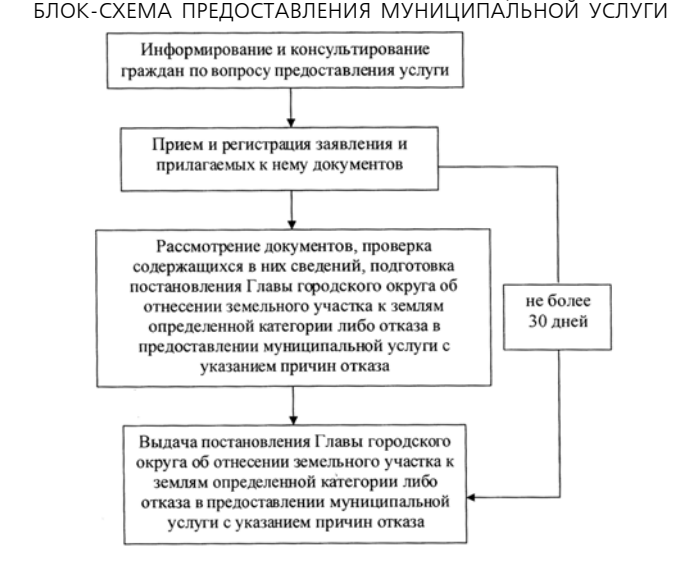 БЛОК-СХЕМА ПРЕДОСТАВЛЕНИЯ МУНИЦИПАЛЬНОЙ УСЛУГИ
Информирование и консультирование
граждан по вопросу предоставления услуги
Прием и регистрация заявления и
прилагаемых к нему документов
Рассмотрение документов, проверка
содержащихся в них сведений, подготовка
постановления Главы городского округа об
отнесении земельного участка к землям
определенной категории либо отказа в
предоставлении муниципальной услуги с
указанием причин отказа
не более
30 дней
Выдача постановления Главы городского
округа об отнесении земельного участка к
землям определенной категории либо
отказа в предоставлении муниципальной
услуги с указанием причин отказа